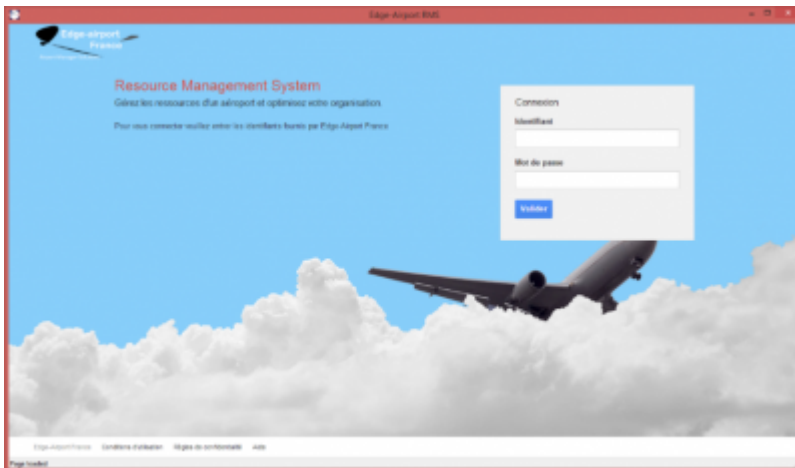 Edge-Airport RMS
Edge-airport
France
Resource Management System
Gérez les ressources d'un aéroport et optimisez votre organisation
Pour vous connecter veuillez entrer les identifiants fournis par Edge-Airport France
Connexion
Identifiant
Mot de passe
Valider
Edge-Airport France Conditions d'utilisation Règles de confidentialité Aide
Page loaded